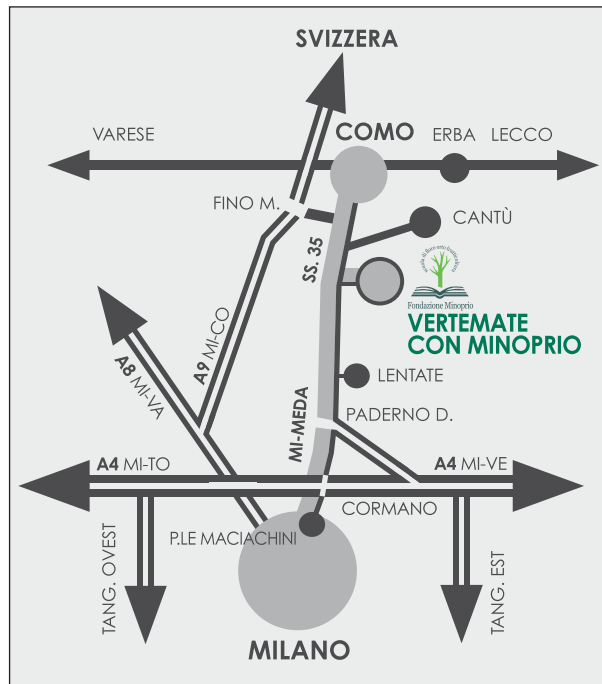 SVIZZERA
VARESE
COMO
ERBA LECCO
FINO M.
CANTÙ
SS. 35
Fondazione Minoprio
VERTEMATE
CON MINOPRIO
A9 MI-CO
A8 MI-VA
LENTATE
MI-MEDA
PADERNO D.
A4 MI-TO
A4 MI-VE
CORMANO
P.LE MACIACHINI
TANG. OVEST
TANG. EST
MILANO